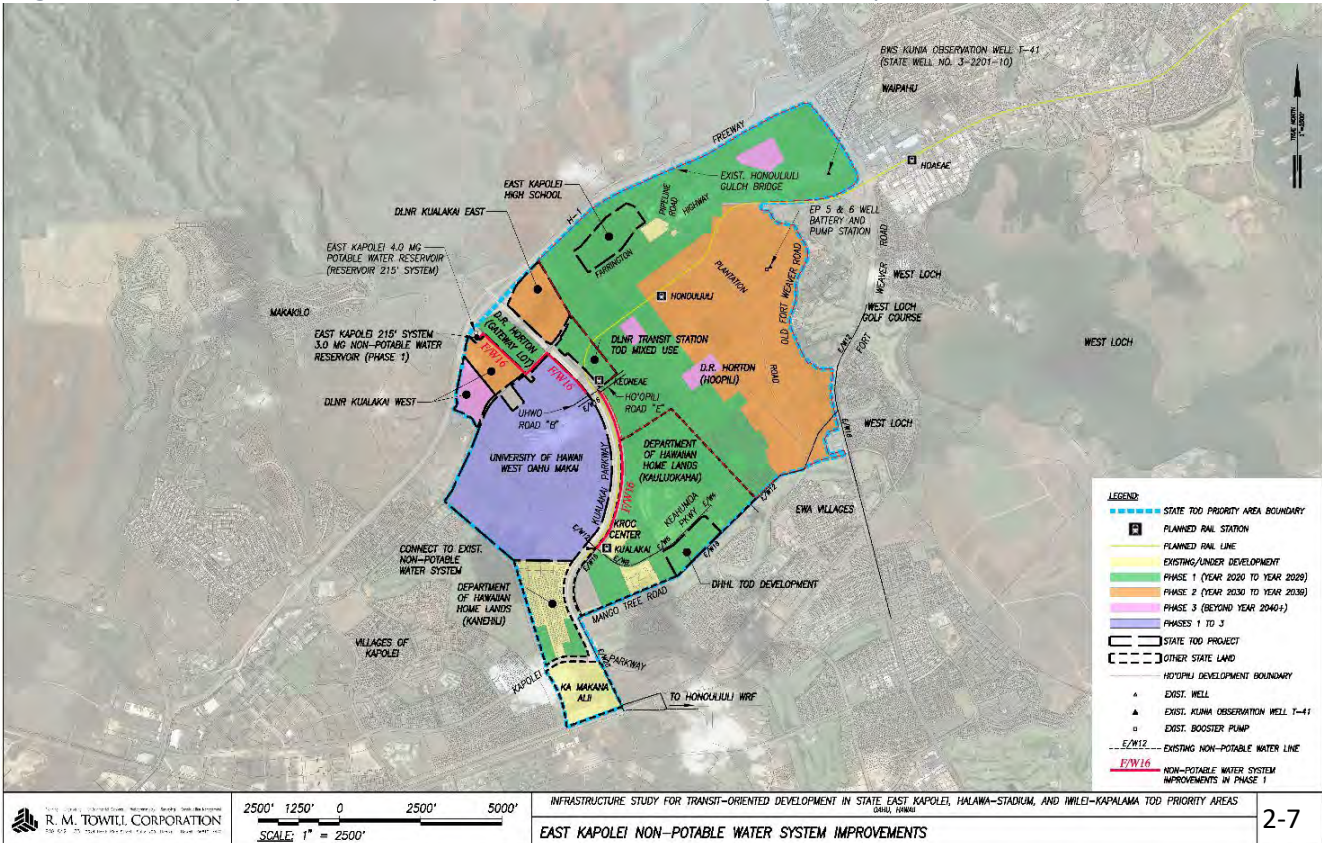 BWS KUNIA OBSERVATION WELL T-41
(STATE WELL NO. 3-2201-10)
WAIPAHU
TRUE NORTH
FREEWAY
H-1
HOAEAE
EXIST. HONOULIULI
GULCH BRIDGE
EAST KAPOLEI
HIGH SCHOOL
PIPELINE
ROAD
HIGHWAY
FARRINGTON
DLNR KUALAKAI EAST
EP 5 & 6 WELL
BATTERY AND
PUMP STATION
EAST KAPOLEI 4.0 MG
POTABLE WATER RESERVOIR
(RESERVOIR 215' SYSTEM)
PLANTATION
ROAD
OLD FORT WEAVER ROAD
FORT WEAVER ROAD
WEST LOCH
HONOULIULI
WEST LOCH
GOLF COURSE
MAKAKILO
D.R. HORTON
(GATEWAY LOT)
EAST KAPOLEI 215' SYSTEM
3.0 MG NON-POTABLE WATER
RESERVOIR (PHASE 1)
F/W16
F/W16
DLNR TRANSIT STATION
TOD MIXED USE
WEST LOCH
E/W12
D.R. HORTON
(HOOPILI)
KEONEAE
DLNR KUALAKAI WEST
HO'OPILI
ROAD "E"
UHWO
ROAD "B"
WEST LOCH
UNIVERSITY OF HAWAII
WEST OAHU MAKAI
DEPARTMENT
OF HAWAIIAN
HOME LANDS
(KAULUOKAHAI)
KUALAKAI PARKWAY
F/W16
E/W12
KEAHUMOA
PKWY
EWA VILLAGES
KROC
CENTER
KUALAKAI
CONNECT TO EXIST.
NON-POTABLE
WATER SYSTEM
DHHL TOD DEVELOPMENT
DEPARTMENT
OF HAWAIIAN
HOME LANDS
(KANEHILI)
MANGO TREE ROAD
VILLAGES OF
KAPOLEI
KAPOLEI
PARKWAY
KA MAKANA
ALII
TO HONOULIULI WRF
LEGEND:
STATE TOD PRIORITY AREA BOUNDARY
PLANNED RAIL STATION
PLANNED RAIL LINE
EXISTING/UNDER DEVELOPMENT
PHASE 1 (YEAR 2020 TO YEAR 2029)
PHASE 2 (YEAR 2030 TO YEAR 2039)
PHASE 3 (BEYOND YEAR 2040+)
PHASES 1 TO 3
STATE TOD PROJECT
OTHER STATE LAND
HO'OPILI DEVELOPMENT BOUNDARY
EXIST. WELL
EXIST. KUNIA OBSERVATION WELL T-41
EXIST. BOOSTER PUMP
E/W12
EXISTING NON-POTABLE WATER LINE
F/W16
NON-POTABLE WATER SYSTEM
IMPROVEMENTS IN PHASE 1
R. M. TOWILL CORPORATION
2500' 1250' 0 2500' 5000'
SCALE: 1" = 2500'
INFRASTRUCTURE STUDY FOR TRANSIT-ORIENTED DEVELOPMENT IN STATE EAST KAPOLEI, HALAWA-STADIUM, AND IWILEI-KAPALAMA TOD PRIORITY AREAS
OAHU, HAWAII
EAST KAPOLEI NON-POTABLE WATER SYSTEM IMPROVEMENTS
2-7